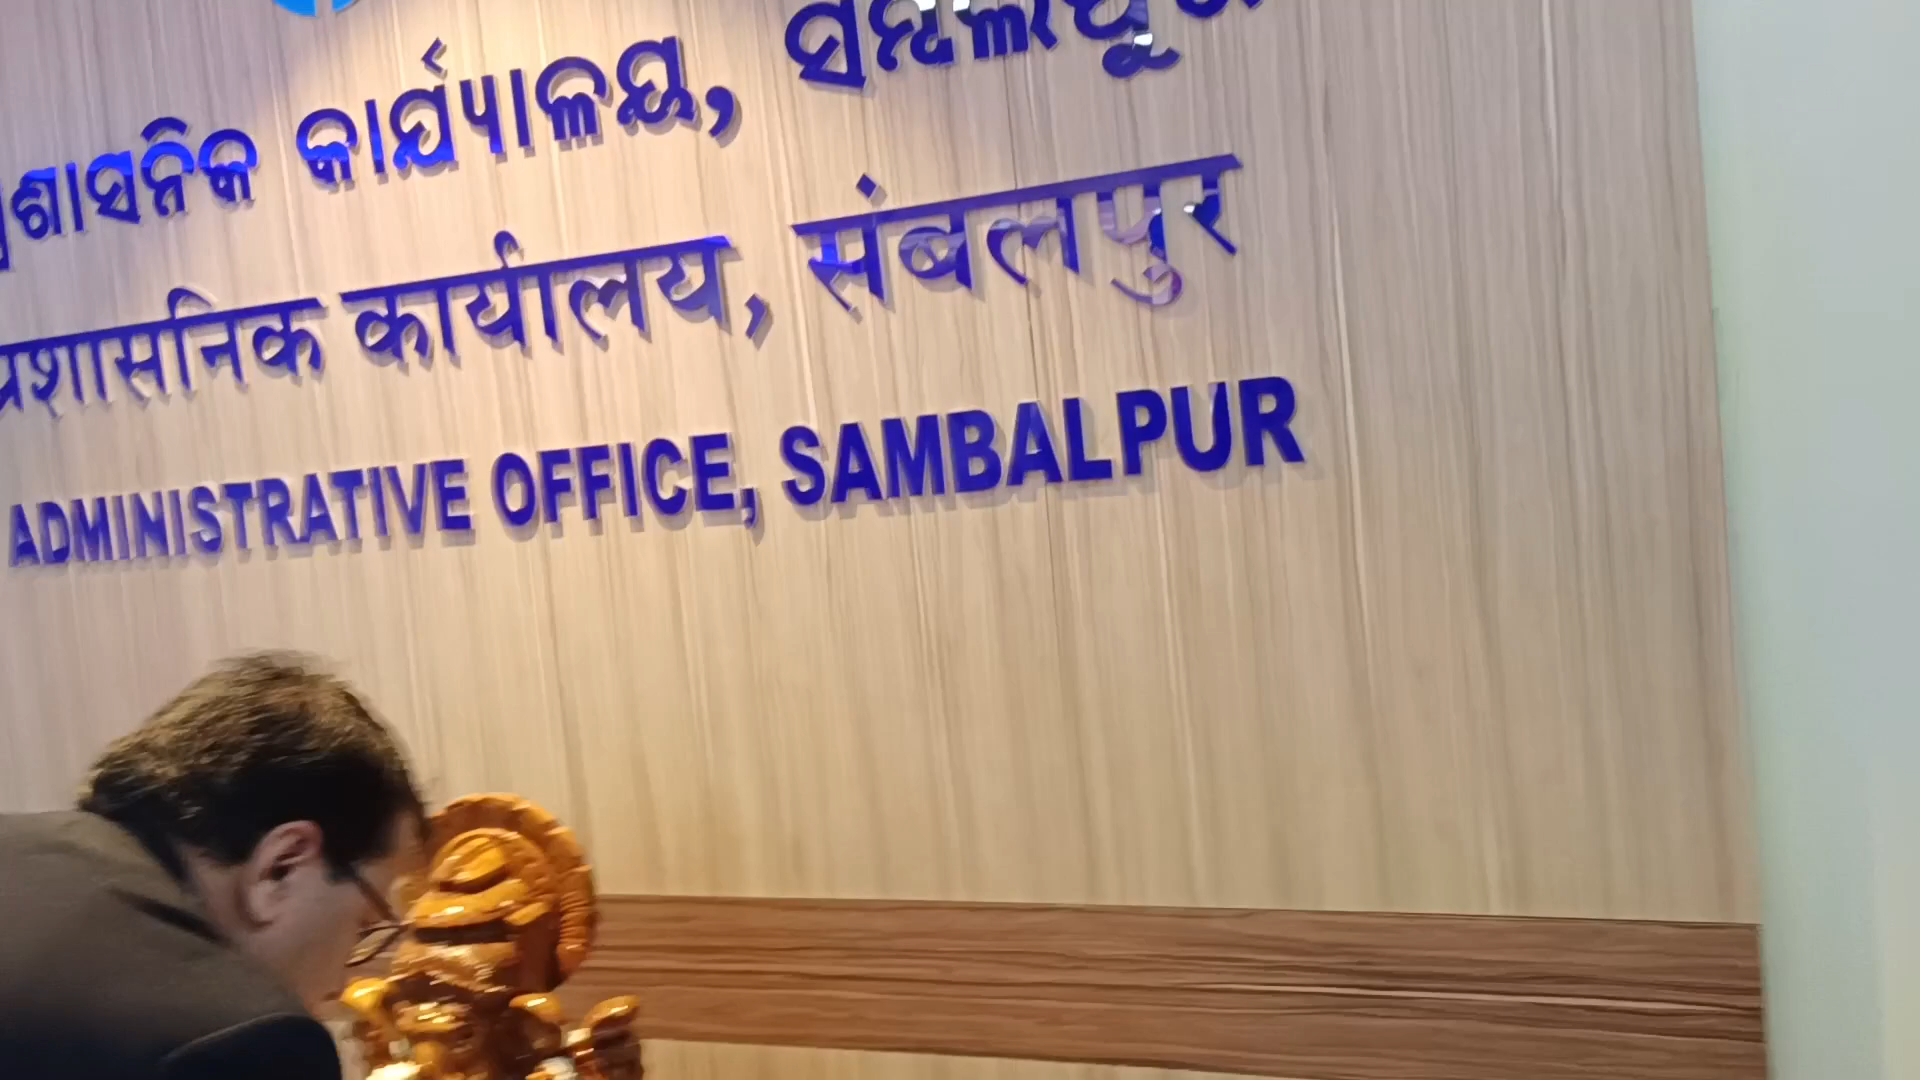 ପ୍ରଶାସନିକ କାର୍ଯ୍ୟାଳୟ, ସମ୍ବଲପୁର
प्रशासनिक कार्यालय, संबलपुर
ADMINISTRATIVE OFFICE, SAMBALPUR